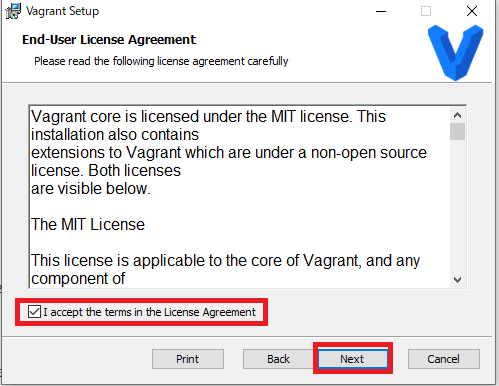 Vagrant Setup
End-User License Agreement
Please read the following license agreement carefully
Vagrant core is licensed under the MIT license. This
installation also contains
extensions to Vagrant which are under a non-open source
license. Both licenses
are visible below.
The MIT License
This license is applicable to the core of Vagrant, and any
component of
I accept the terms in the License Agreement
Print Back Next Cancel